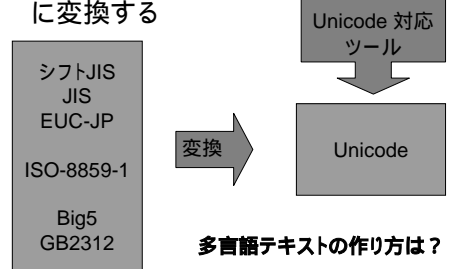 に変換する
シフトJIS
JIS
EUC-JP
ISO-8859-1
Big5
GB2312
変換
Unicode 対応
ツール
Unicode
多言語テキストの作り方は？